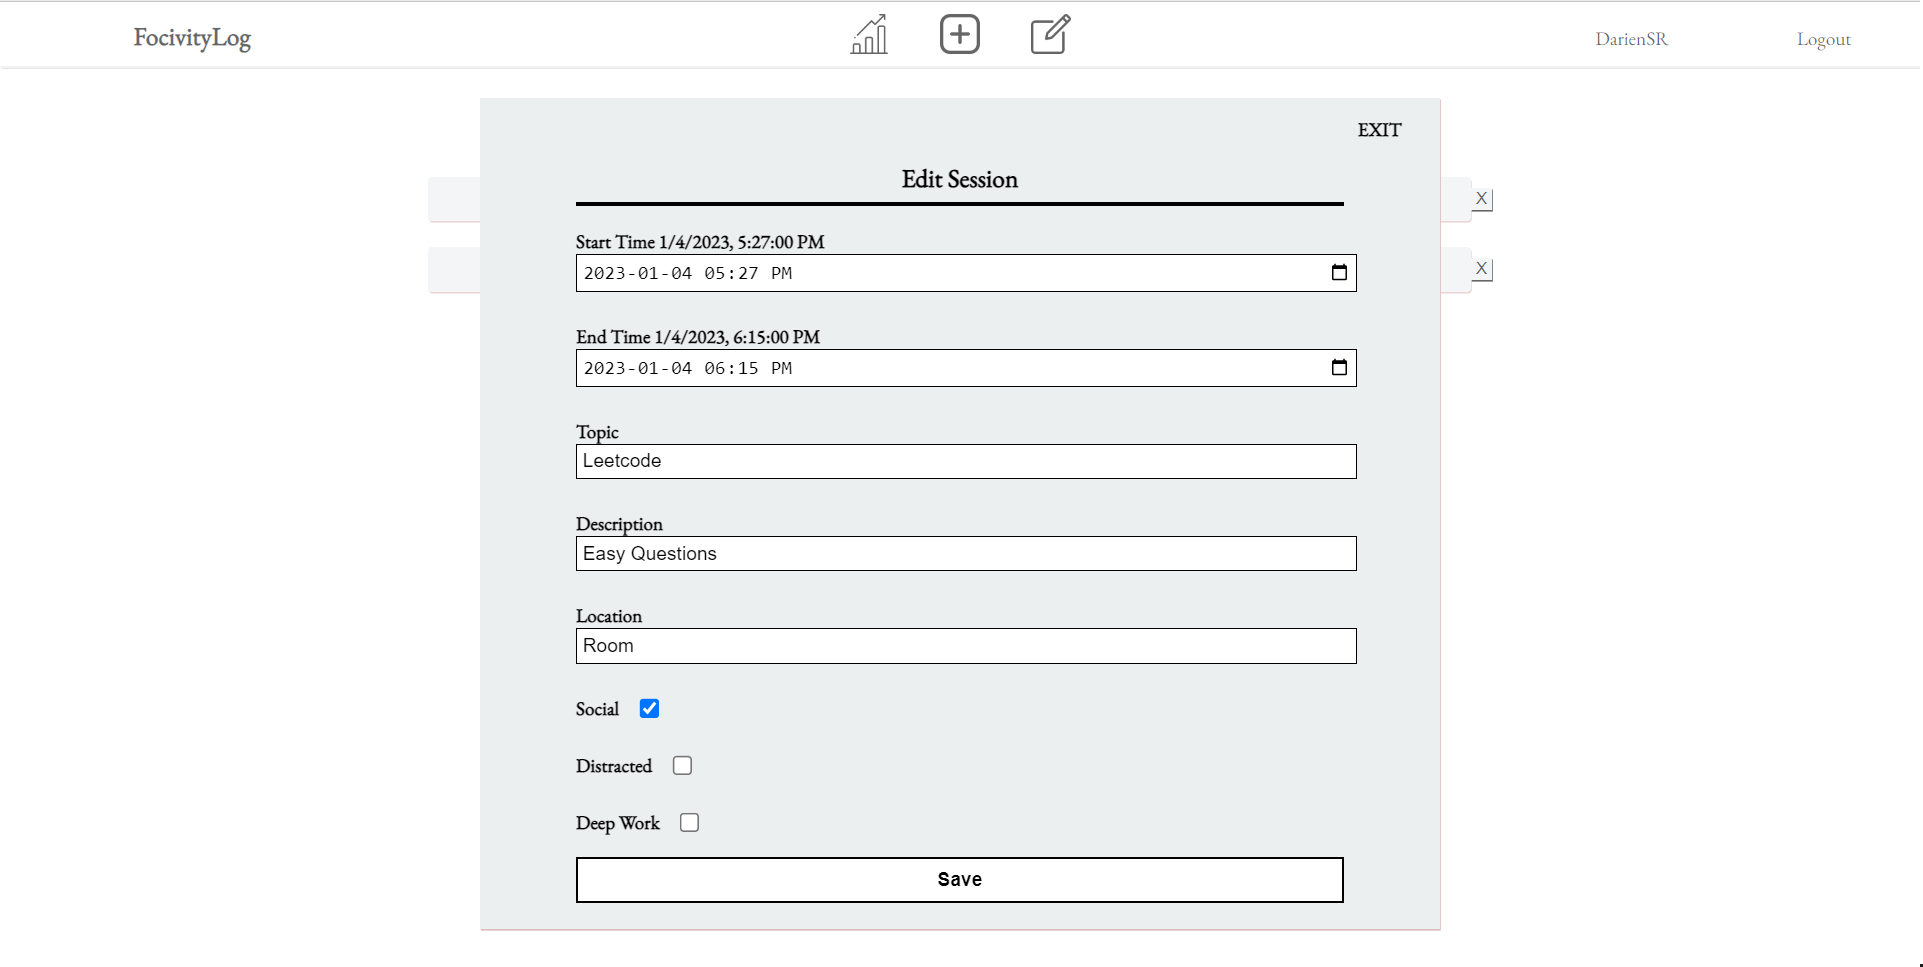 FocivityLog
DarienSR
Logout
EXIT
Edit Session
X
X
Start Time 1/4/2023, 5:27:00 PM
2023-01-04 05:27 PM
End Time 1/4/2023, 6:15:00 PM
2023-01-04 06:15 PM
Topic
Leetcode
Description
Easy Questions
Location
Room
Social
Distracted
Deep Work
Save